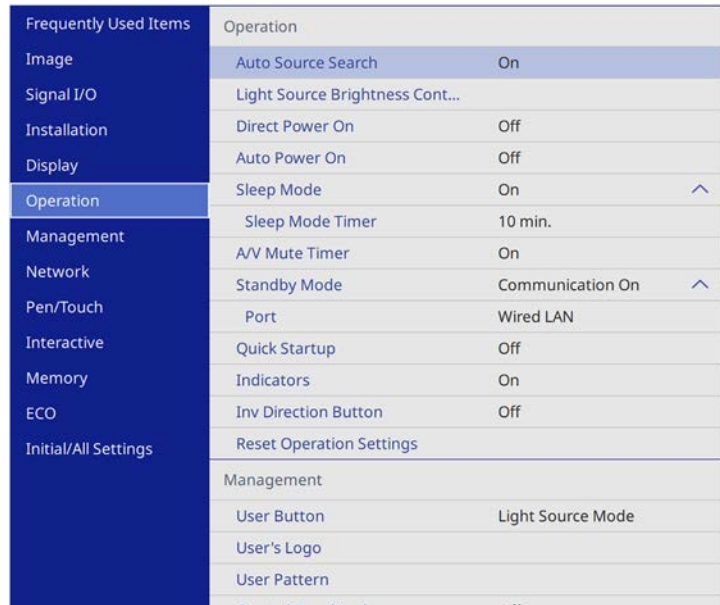 Frequently Used Items
Image
Signal I/O
Installation
Display
Operation
Management
Network
Pen/Touch
Interactive
Memory
ECO
Initial/All Settings
Operation
Auto Source Search On
Light Source Brightness Cont...
Direct Power On Off
Auto Power On Off
Sleep Mode On
Sleep Mode Timer 10 min.
A/V Mute Timer On
Standby Mode Communication On
Port Wired LAN
Quick Startup Off
Indicators On
Inv Direction Button Off
Reset Operation Settings
Management
User Button Light Source Mode
User's Logo
User Pattern